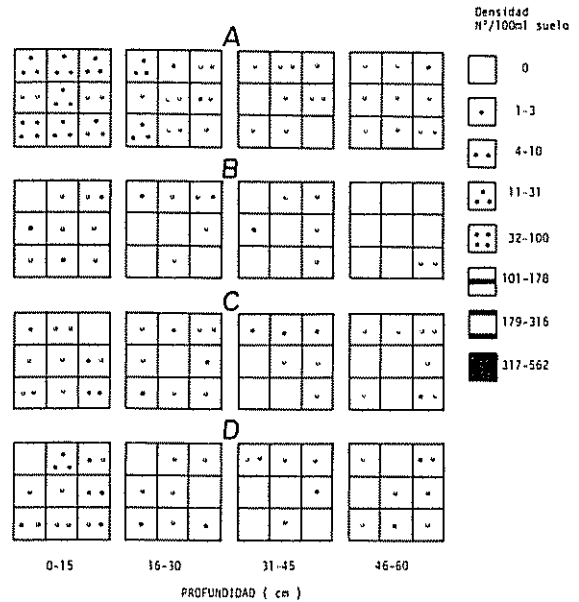 Densidad
Nº/100ml suelo
A
0
1-3
4-10
11-31
B
32-100
101-178
C
179-316
317-562
D
0-15 16-30 31-45 46-60
PROFUNDIDAD ( cm )